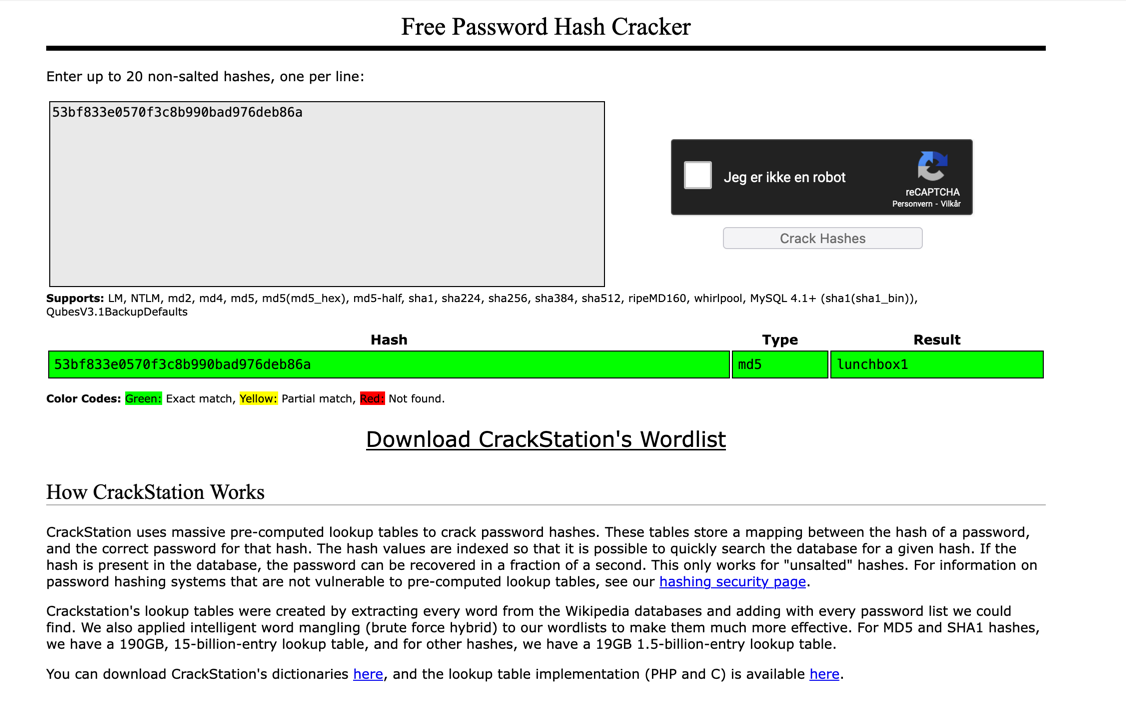 Free Password Hash Cracker
Enter up to 20 non-salted hashes, one per line:
53bf833e0570f3c8b990bad976deb86a
Jeg er ikke en robot
reCAPTCHA
Personvern - Vilkår
Crack Hashes
Supports: LM, NTLM, md2, md4, md5, md5(md5_hex), md5-half, sha1, sha224, sha256, sha384, sha512, ripeMD160, whirlpool, MySQL 4.1+ (sha1(sha1_bin)),
QubesV3.1BackupDefaults
Hash Type Result
53bf833e0570f3c8b990bad976deb86a md5 lunchbox1
Color Codes: Green: Exact match, Yellow: Partial match, Red: Not found.
Download CrackStation's Wordlist
How CrackStation Works
CrackStation uses massive pre-computed lookup tables to crack password hashes. These tables store a mapping between the hash of a password,
and the correct password for that hash. The hash values are indexed so that it is possible to quickly search the database for a given hash. If the
hash is present in the database, the password can be recovered in a fraction of a second. This only works for "unsalted" hashes. For information on
password hashing systems that are not vulnerable to pre-computed lookup tables, see our hashing security page.
Crackstation's lookup tables were created by extracting every word from the Wikipedia databases and adding with every password list we could
find. We also applied intelligent word mangling (brute force hybrid) to our wordlists to make them much more effective. For MD5 and SHA1 hashes,
we have a 190GB, 15-billion-entry lookup table, and for other hashes, we have a 19GB 1.5-billion-entry lookup table.
You can download CrackStation's dictionaries here, and the lookup table implementation (PHP and C) is available here.